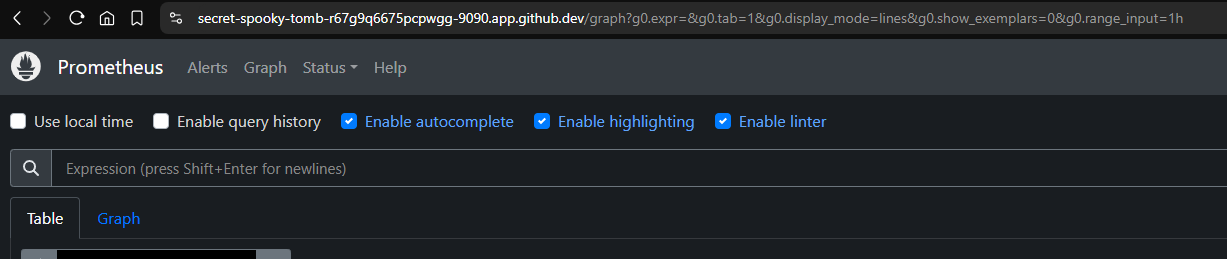 secret-spooky-tomb-r67g9q6675pcpwgg-9090.app.github.dev/graph?g0.expr=&g0.tab=1&g0.display_mode=lines&g0.show_exemplars=0&g0.range_input=1h
Prometheus Alerts Graph Status Help
Use local time Enable query history Enable autocomplete Enable highlighting Enable linter
Expression (press Shift+Enter for newlines)
Table Graph